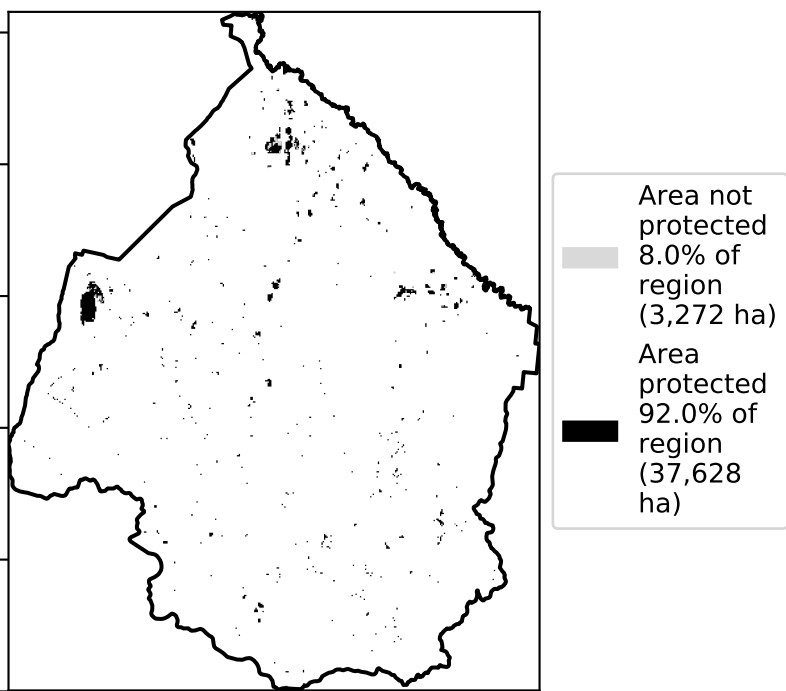 Area not
protected
8.0% of
region
(3,272 ha)
Area
protected
92.0% of
region
(37,628
ha)